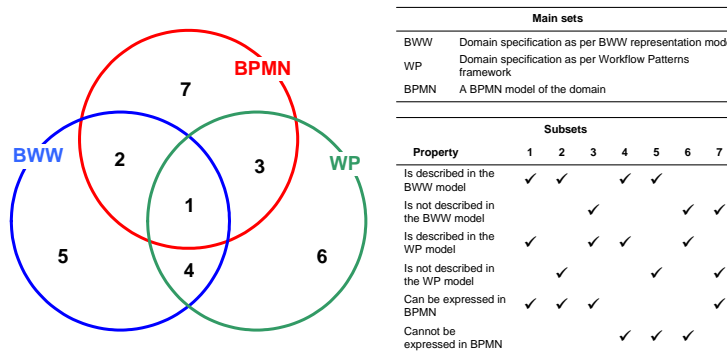 7
BPMN
BWW
2
3
WP
1
5
4
6
Main sets
BWW Domain specification as per BWW representation mod
WP Domain specification as per Workflow Patterns
framework
BPMN A BPMN model of the domain
Subsets
Property 1 2 3 4 5 6 7
Is described in the
BWW model ✓ ✓ ✓ ✓
Is not described in
the BWW model ✓ ✓ ✓
Is described in the
WP model ✓ ✓ ✓ ✓
Is not described in
the WP model ✓ ✓ ✓
Can be expressed in
BPMN ✓ ✓ ✓ ✓
Cannot be
expressed in BPMN ✓ ✓ ✓